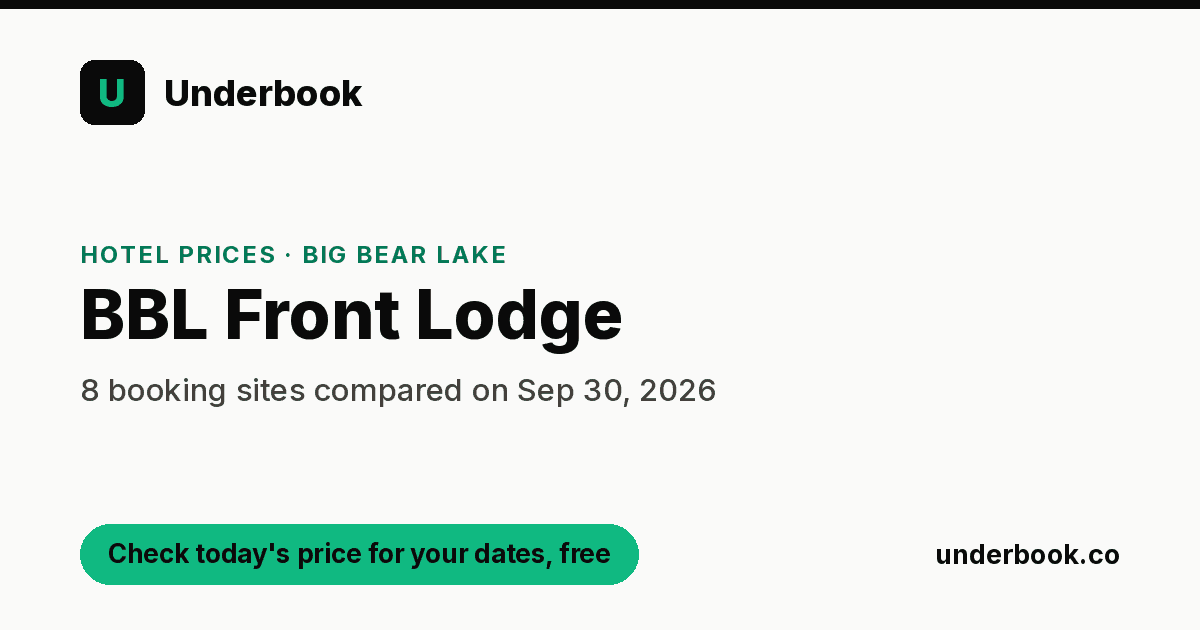 U Underbook
HOTEL PRICES · BIG BEAR LAKE
BBL Front Lodge
8 booking sites compared on Sep 30, 2026
Check today's price for your dates, free
underbook.co